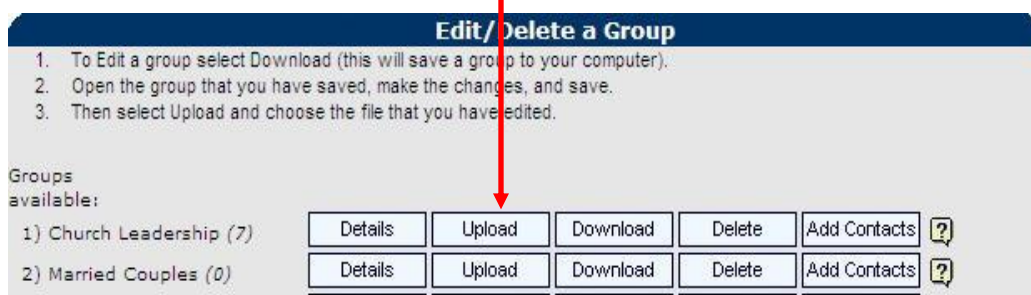 Edit/Delete a Group
1. To Edit a group select Download (this will save a group to your computer).
2. Open the group that you have saved, make the changes, and save.
3. Then select Upload and choose the file that you have edited.
Groups
available:
1) Church Leadership (7) Details Upload Download Delete Add Contacts ?
2) Married Couples (0) Details Upload Download Delete Add Contacts ?